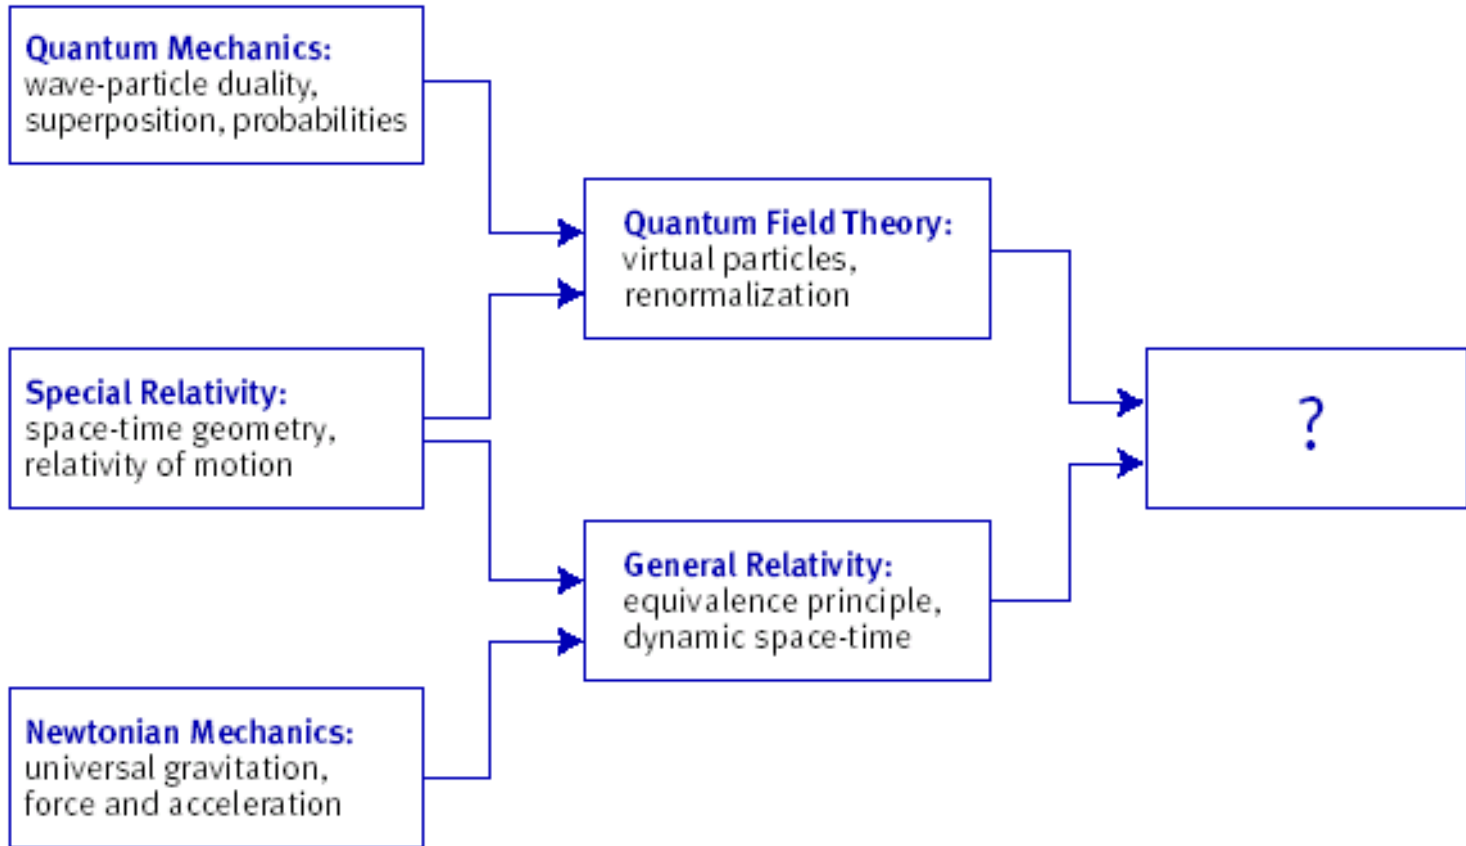 Quantum Mechanics:
wave-particle duality,
superposition, probabilities
Quantum Field Theory:
virtual particles,
renormalization
Special Relativity:
space-time geometry,
relativity of motion
?
General Relativity:
equivalence principle,
dynamic space-time
Newtonian Mechanics:
universal gravitation,
force and acceleration